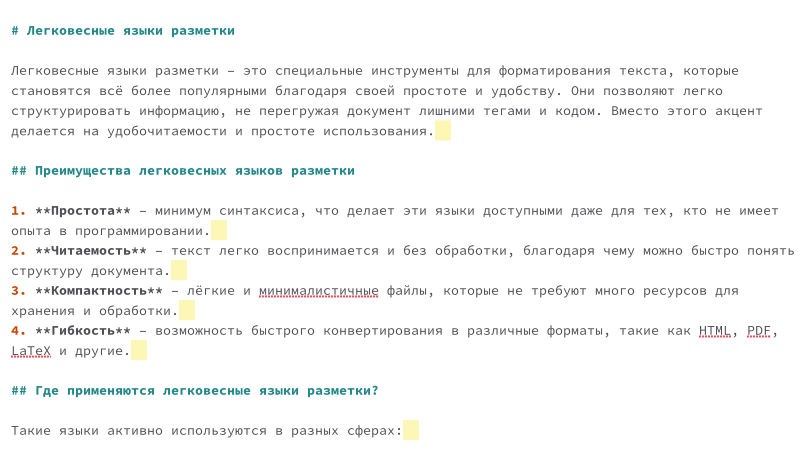 # Легковесные языки разметки
Легковесные языки разметки – это специальные инструменты для форматирования текста, которые
становятся всё более популярными благодаря своей простоте и удобству. Они позволяют легко
структурировать информацию, не перегружая документ лишними тегами и кодом. Вместо этого акцент
делается на удобочитаемости и простоте использования.
## Преимущества легковесных языков разметки
1. **Простота** – минимум синтаксиса, что делает эти языки доступными даже для тех, кто не имеет
опыта в программировании.
2. **Читаемость** – текст легко воспринимается и без обработки, благодаря чему можно быстро понять
структуру документа.
3. **Компактность** – лёгкие и минималистичные файлы, которые не требуют много ресурсов для
хранения и обработки.
4. **Гибкость** – возможность быстрого конвертирования в различные форматы, такие как HTML, PDF,
LaTeX и другие.
## Где применяются легковесные языки разметки?
Такие языки активно используются в разных сферах: